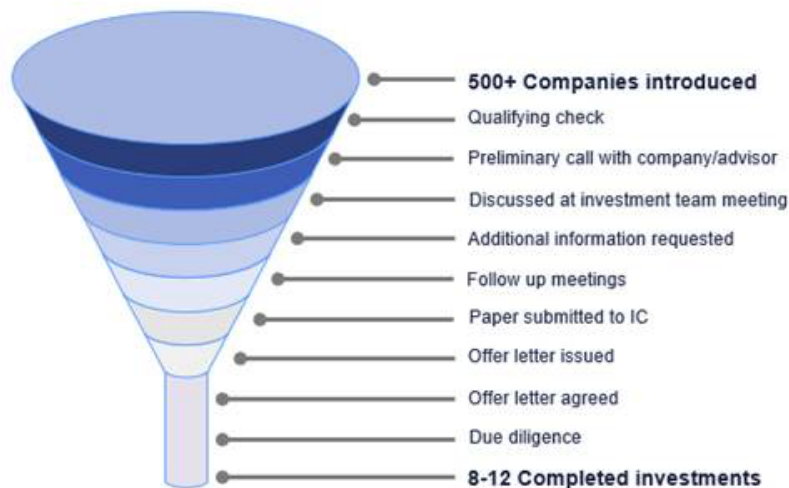 500+ Companies introduced
Qualifying check
Preliminary call with company/advisor
Discussed at investment team meeting
Additional information requested
Follow up meetings
Paper submitted to IC
Offer letter issued
Offer letter agreed
Due diligence
8-12 Completed investments